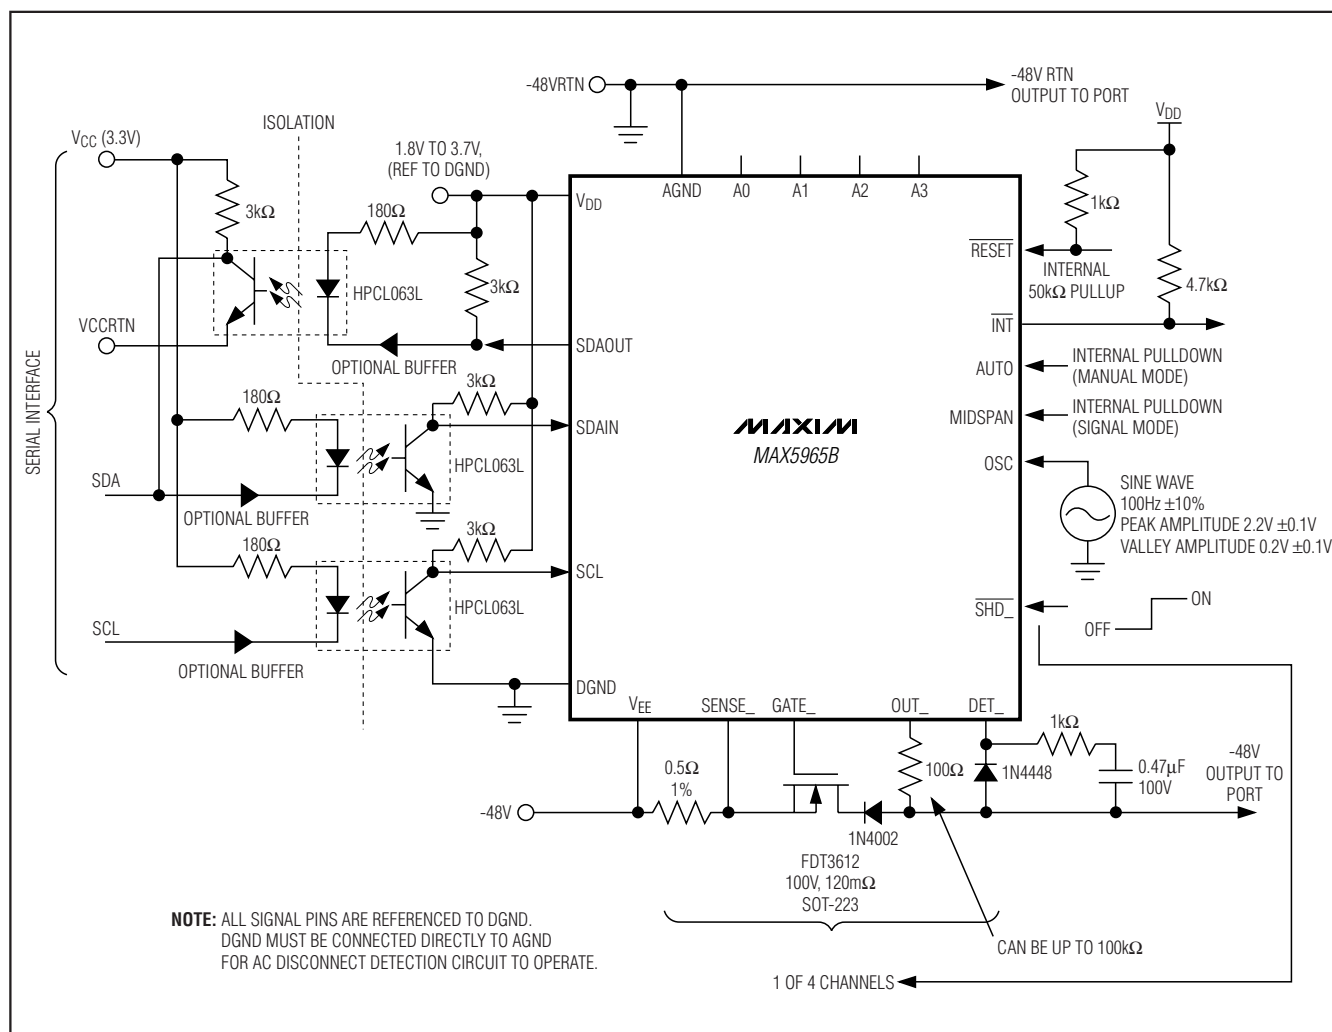 -48VRTN
-48V RTN
OUTPUT TO PORT
ISOLATION
VCC (3.3V)
1.8V TO 3.7V,
(REF TO DGND)
VDD
3kΩ
180Ω
VDD
AGND
A0
A1
A2
A3
1kΩ
RESET
INTERNAL
50kΩ PULLUP
4.7kΩ
HPCL063L
3kΩ
VCCRTN
SDAOUT
OPTIONAL BUFFER
INT
AUTO
INTERNAL PULLDOWN
(MANUAL MODE)
SERIAL INTERFACE
180Ω
3kΩ
SDAIN
HPCL063L
MAXIM
MAX5965B
MIDSPAN
INTERNAL PULLDOWN
(SIGNAL MODE)
OSC
SDA
OPTIONAL BUFFER
SINE WAVE
100Hz ±10%
PEAK AMPLITUDE 2.2V ±0.1V
VALLEY AMPLITUDE 0.2V ±0.1V
180Ω
3kΩ
SCL
HPCL063L
SHD_
ON
OFF
SCL
OPTIONAL BUFFER
DGND
VEE
SENSE_
GATE_
OUT_
DET_
0.5Ω
1%
100Ω
1N4448
1kΩ
0.47µF
100V
-48V
OUTPUT TO
PORT
-48V
1N4002
FDT3612
100V, 120mΩ
SOT-223
CAN BE UP TO 100kΩ
1 OF 4 CHANNELS
NOTE: ALL SIGNAL PINS ARE REFERENCED TO DGND.
DGND MUST BE CONNECTED DIRECTLY TO AGND
FOR AC DISCONNECT DETECTION CIRCUIT TO OPERATE.